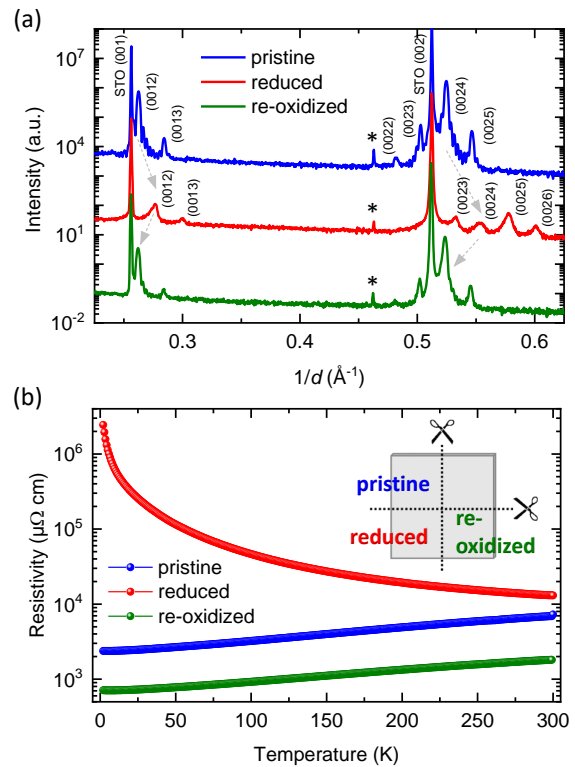 (a)
10^7
10^4
10^1
10^-2
Intensity (a.u.)
STO (001)
(0012)
(0013)
pristine
reduced
re-oxidized
STO (002)
(0022)
(0023)
(0024)
(0025)
*
(0012)
(0013)
*
(0023)
(0024)
(0025)
(0026)
*
0.3
0.4
0.5
0.6
1/d (Å^-1)
(b)
10^6
10^5
10^4
10^3
Resistivity (μΩ cm)
pristine
reduced
re-
oxidized
pristine
reduced
re-oxidized
0 50 100 150 200 250 300
Temperature (K)